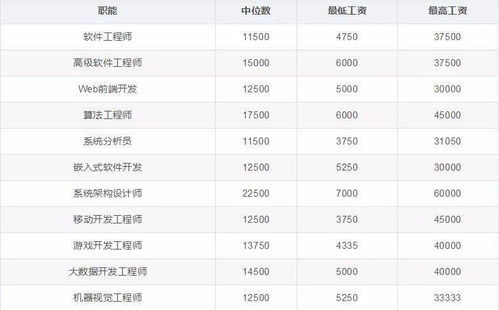 职能 中位数 最低工资 最高工资
软件工程师 11500 4750 37500
高级软件工程师 15000 6000 37500
Web前端开发 12500 5000 30000
算法工程师 17500 6000 45000
系统分析员 11500 3750 31050
嵌入式软件开发 12500 5250 30000
系统架构设计师 22500 7000 60000
移动开发工程师 12500 3750 45000
游戏开发工程师 13750 4335 40000
大数据开发工程师 14500 5000 40000
机器视觉工程师 12500 5250 33333